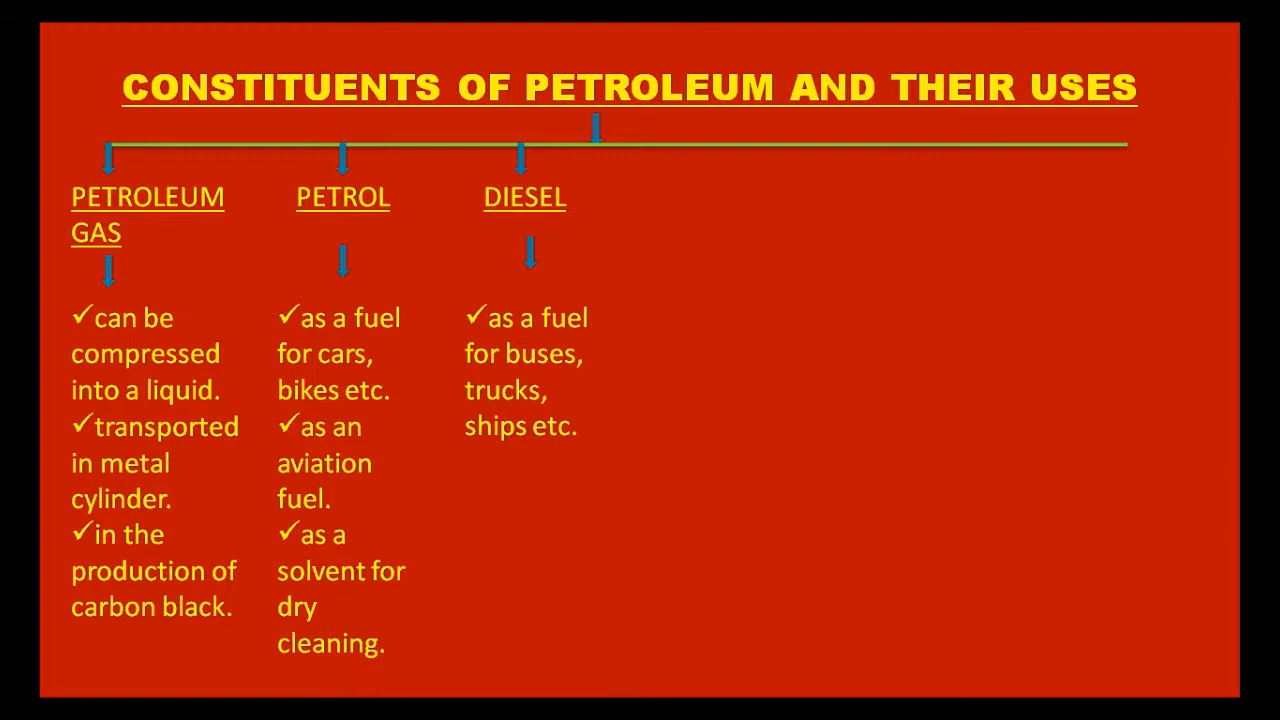 CONSTITUENTS OF PETROLEUM AND THEIR USES
PETROLEUM
GAS
✓can be
compressed
into a liquid.
✓transported
in metal
cylinder.
✓in the
production of
carbon black.
PETROL
✓as a fuel
for cars,
bikes etc.
✓as an
aviation
fuel.
✓as a
solvent for
dry
cleaning.
DIESEL
✓as a fuel
for buses,
trucks,
ships etc.